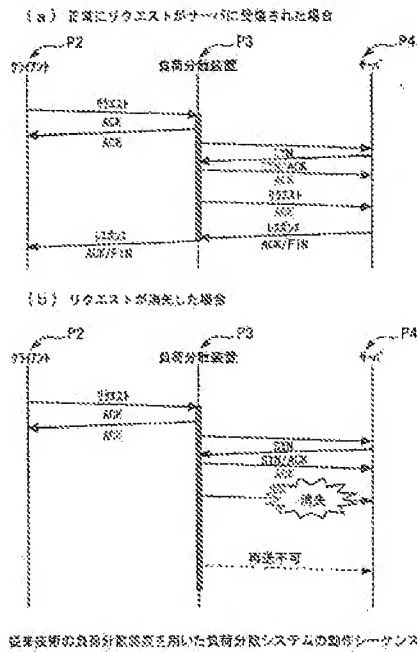 (a) 正常にリクエストがサーバに受信された場合
P2 P3 P4
クライアント 負荷分散装置 サーバ
リクエスト
ACK
ACK
SYN
SYN/ACK
ACK
リクエスト
ACK
レスポンス レスポンス
ACK/FIN ACK/FIN
(b) リクエストが消失した場合
P2 P3 P4
クライアント 負荷分散装置 サーバ
リクエスト
ACK
ACK
SIN
SIN/ACK
ACK
消失
再送不可
従来技術の負荷分散装置を用いた負荷分散システムの動作シーケンス